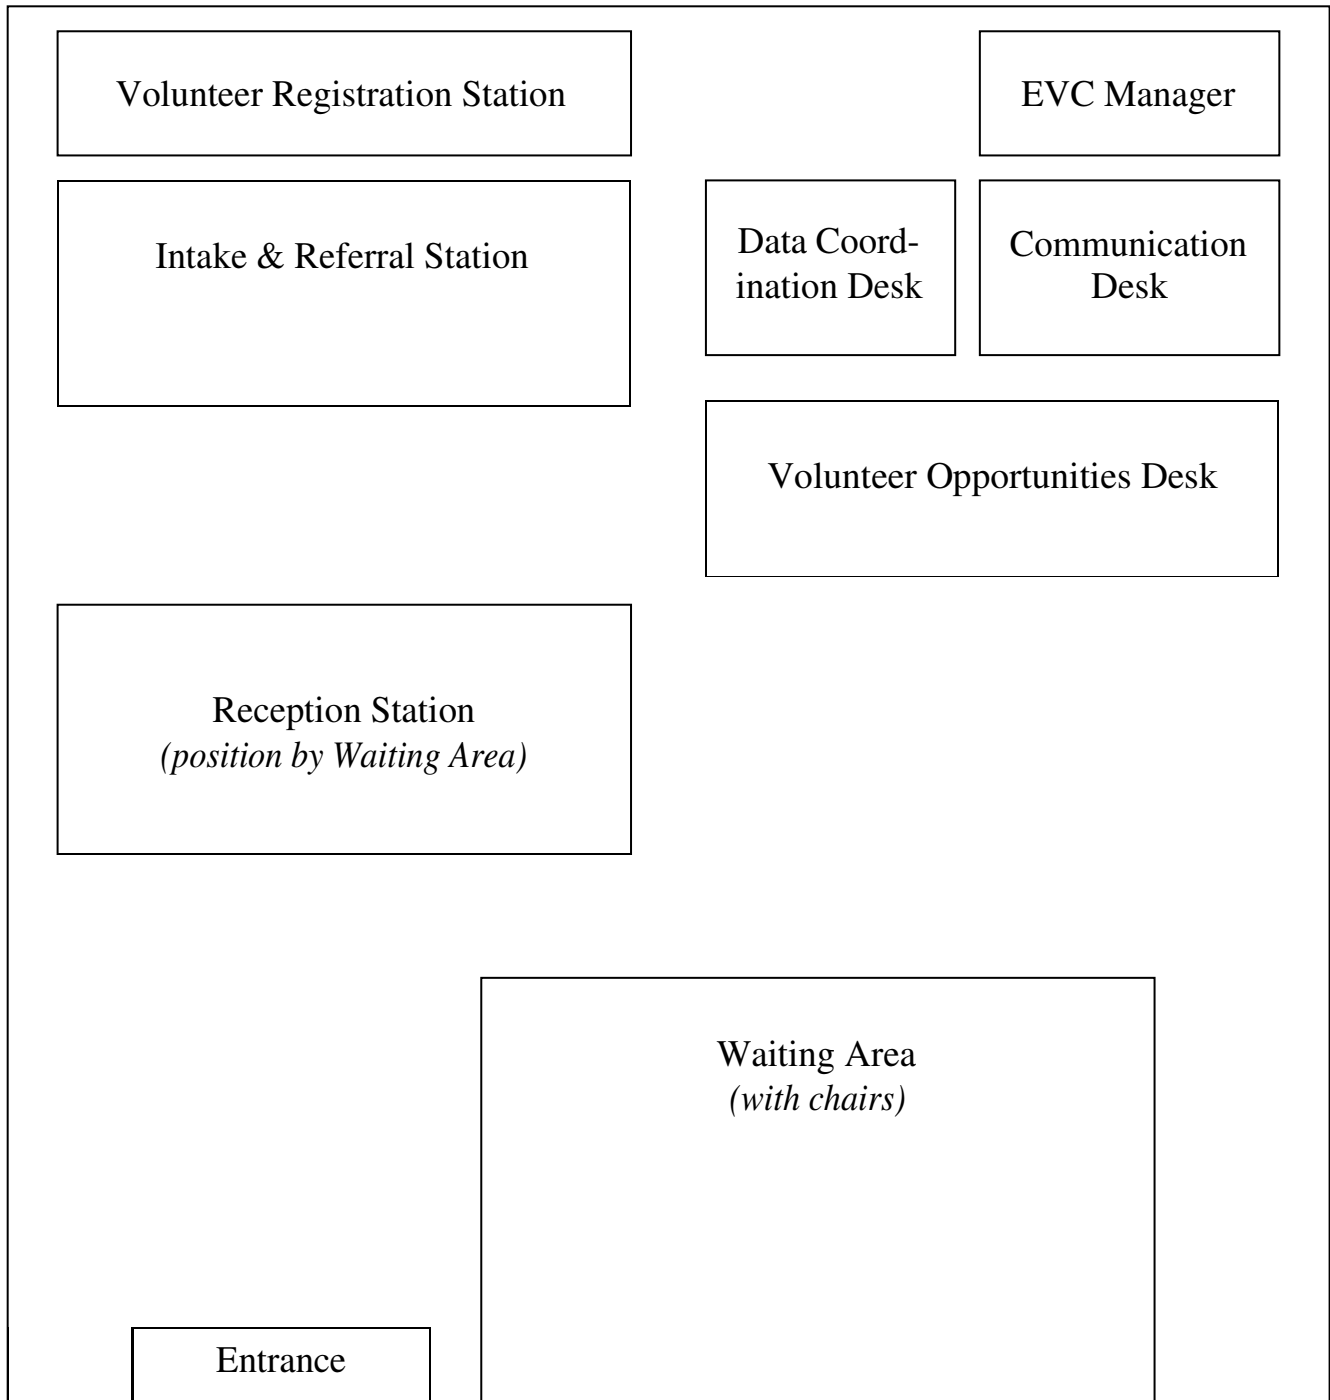 Volunteer Registration Station
EVC Manager
Intake & Referral Station
Data Coord-
ination Desk
Communication
Desk
Volunteer Opportunities Desk
Reception Station
(position by Waiting Area)
Waiting Area
(with chairs)
Entrance